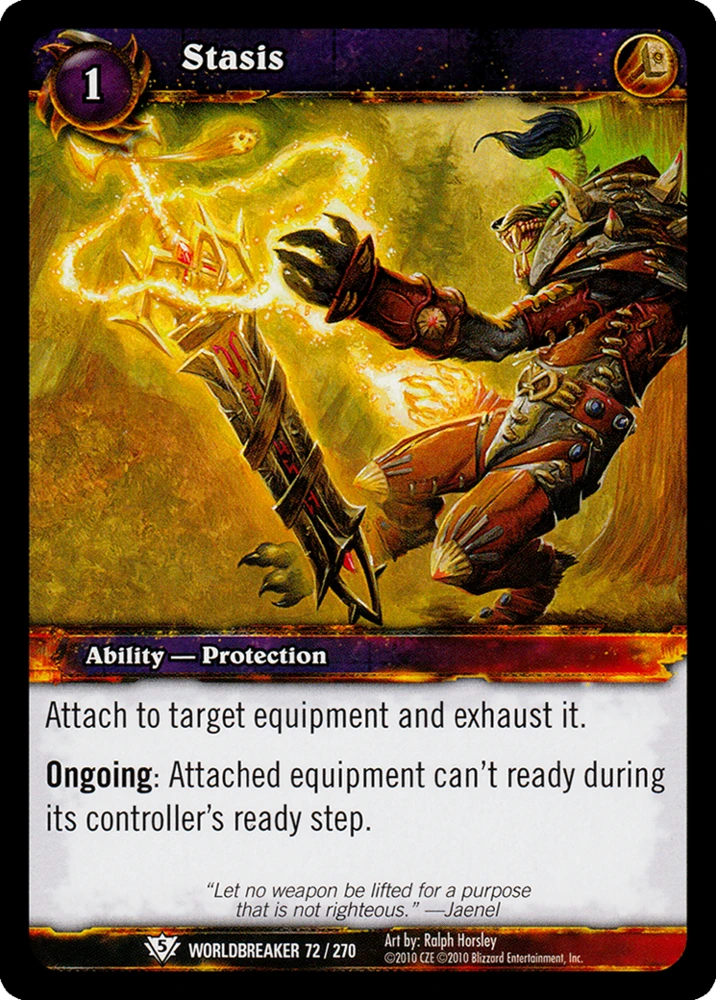 1
Stasis
Ability — Protection
Attach to target equipment and exhaust it.
Ongoing: Attached equipment can't ready during
its controller's ready step.
"Let no weapon be lifted for a purpose
that is not righteous." —Jaenel
5
WORLDBREAKER 72 / 270
Art by: Ralph Horsley
©2010 CZE ©2010 Blizzard Entertainment, Inc.